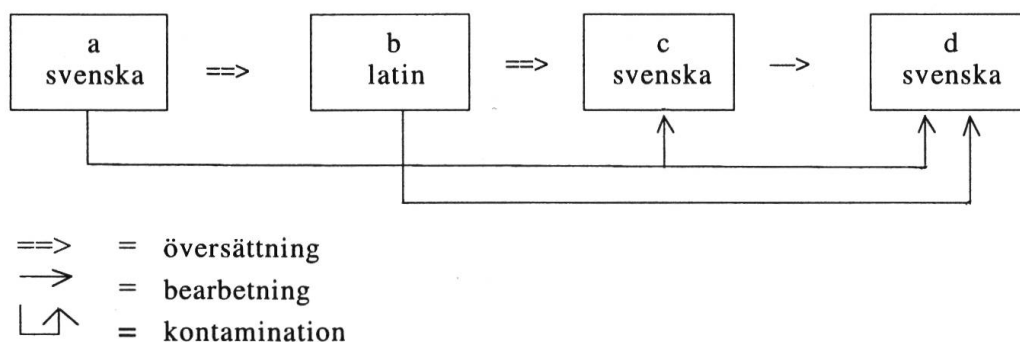 a b c d
svenska ==> latin ==> svenska —> svenska
==> = översättning
—> = bearbetning
= kontamination